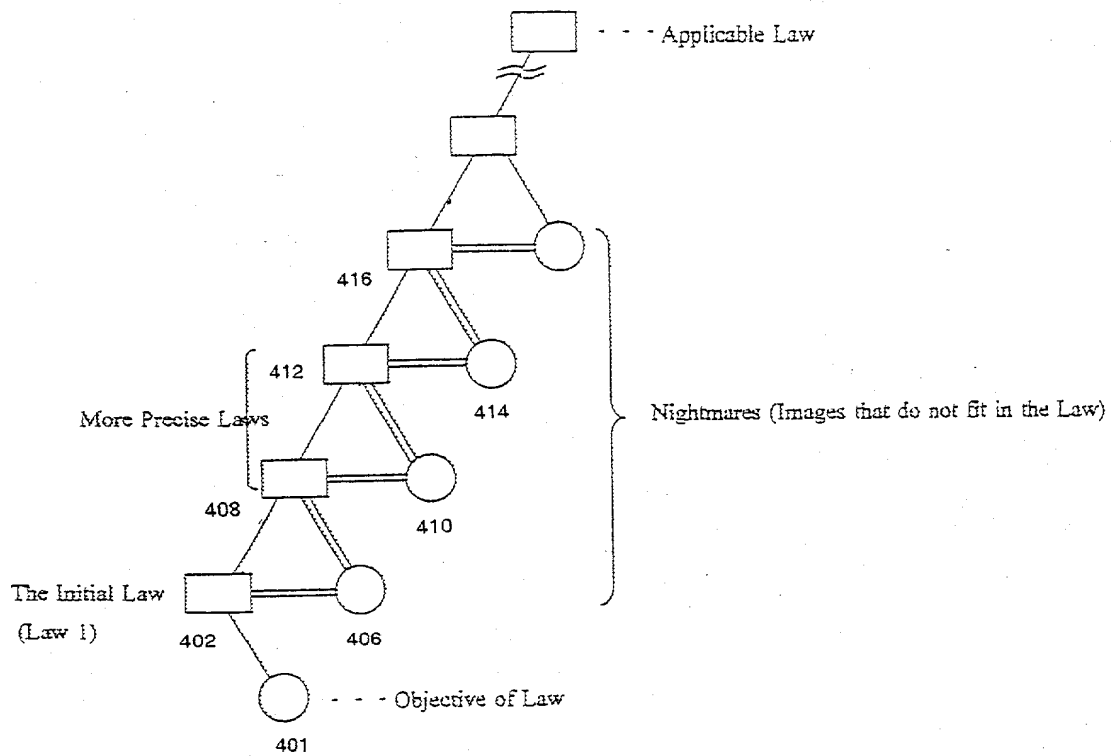 - - - Applicable Law
416
412
414
More Precise Laws
Nightmares (Images that do not fit in the Law)
408
410
The Initial Law
(Law 1)
402
406
- - - Objective of Law
401